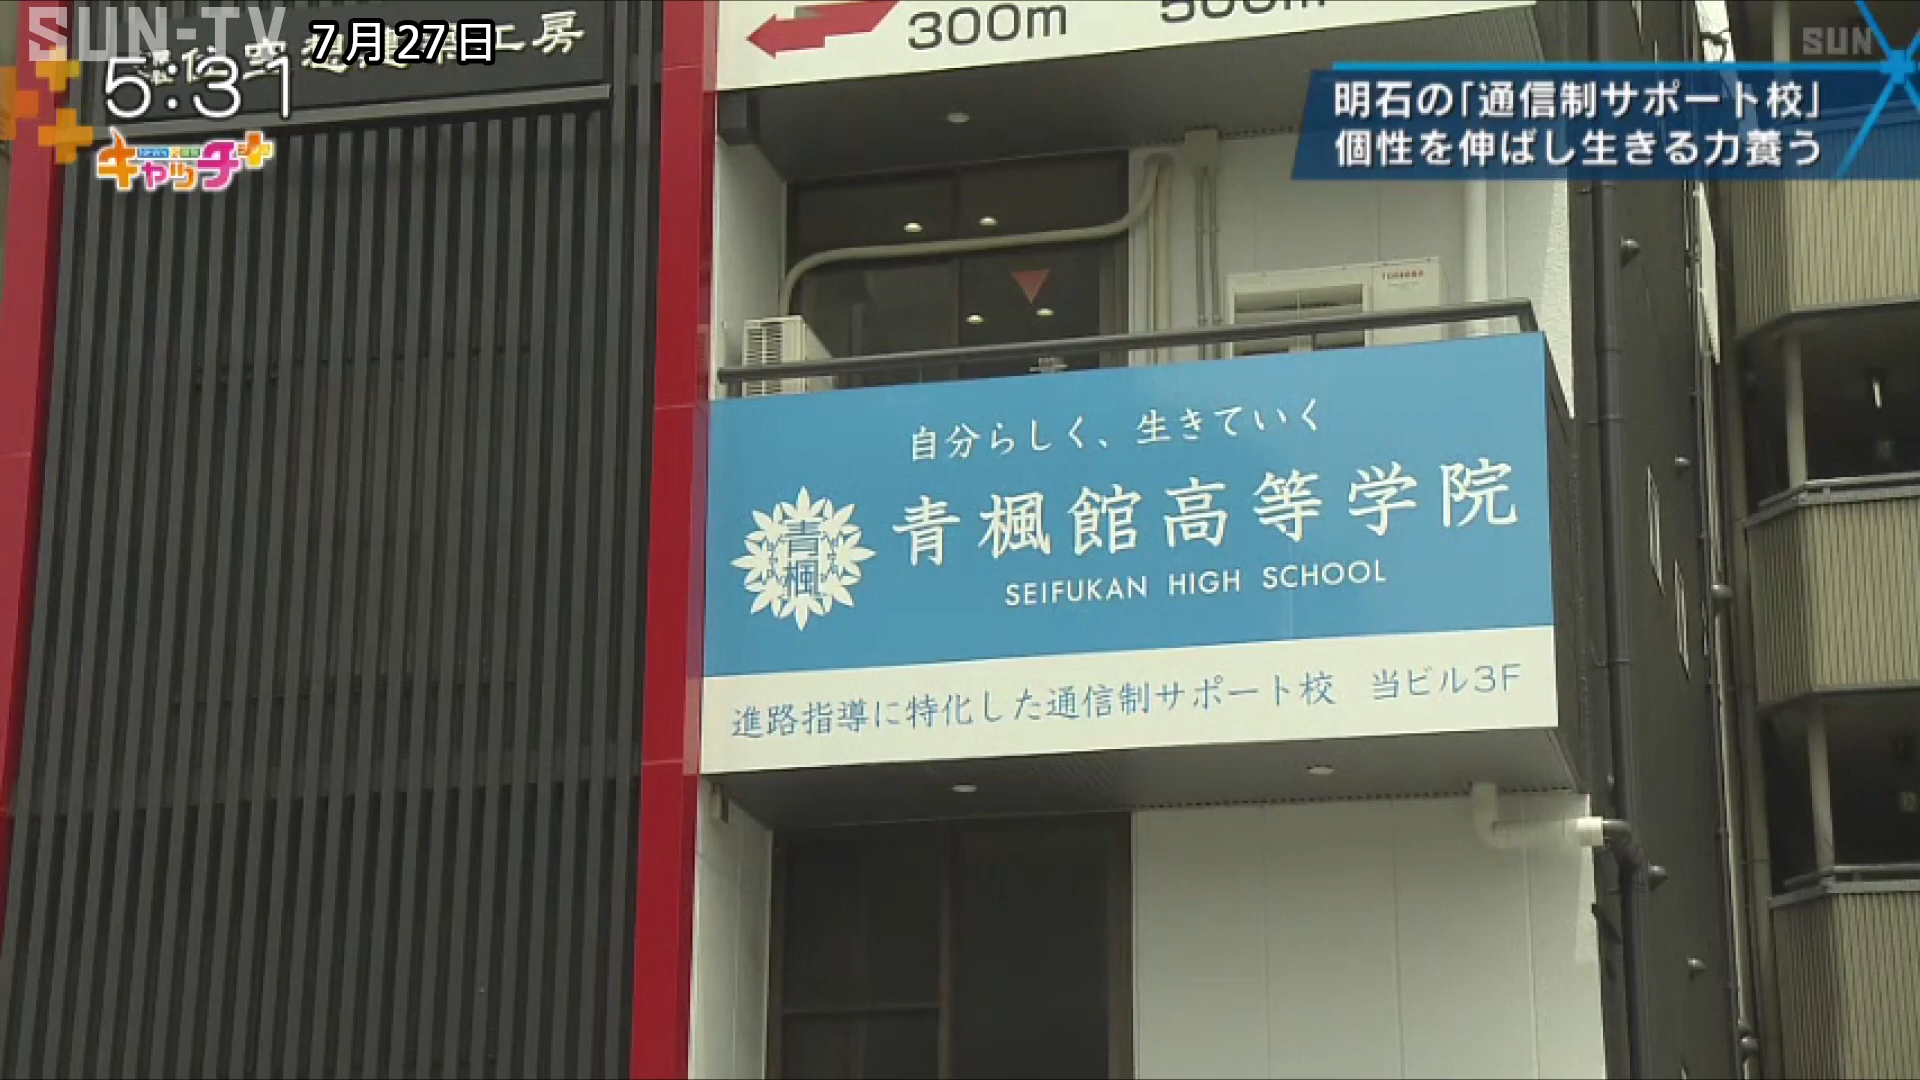 SUN-TV
7月27日
5:31
キャッチ+
工房
300m
SUN
明石の「通信制サポート校」
個性を伸ばし生きる力養う
自分らしく、生きていく
青楓
青楓館高等学院
SEIFUKAN HIGH SCHOOL
進路指導に特化した通信制サポート校 当ビル3F